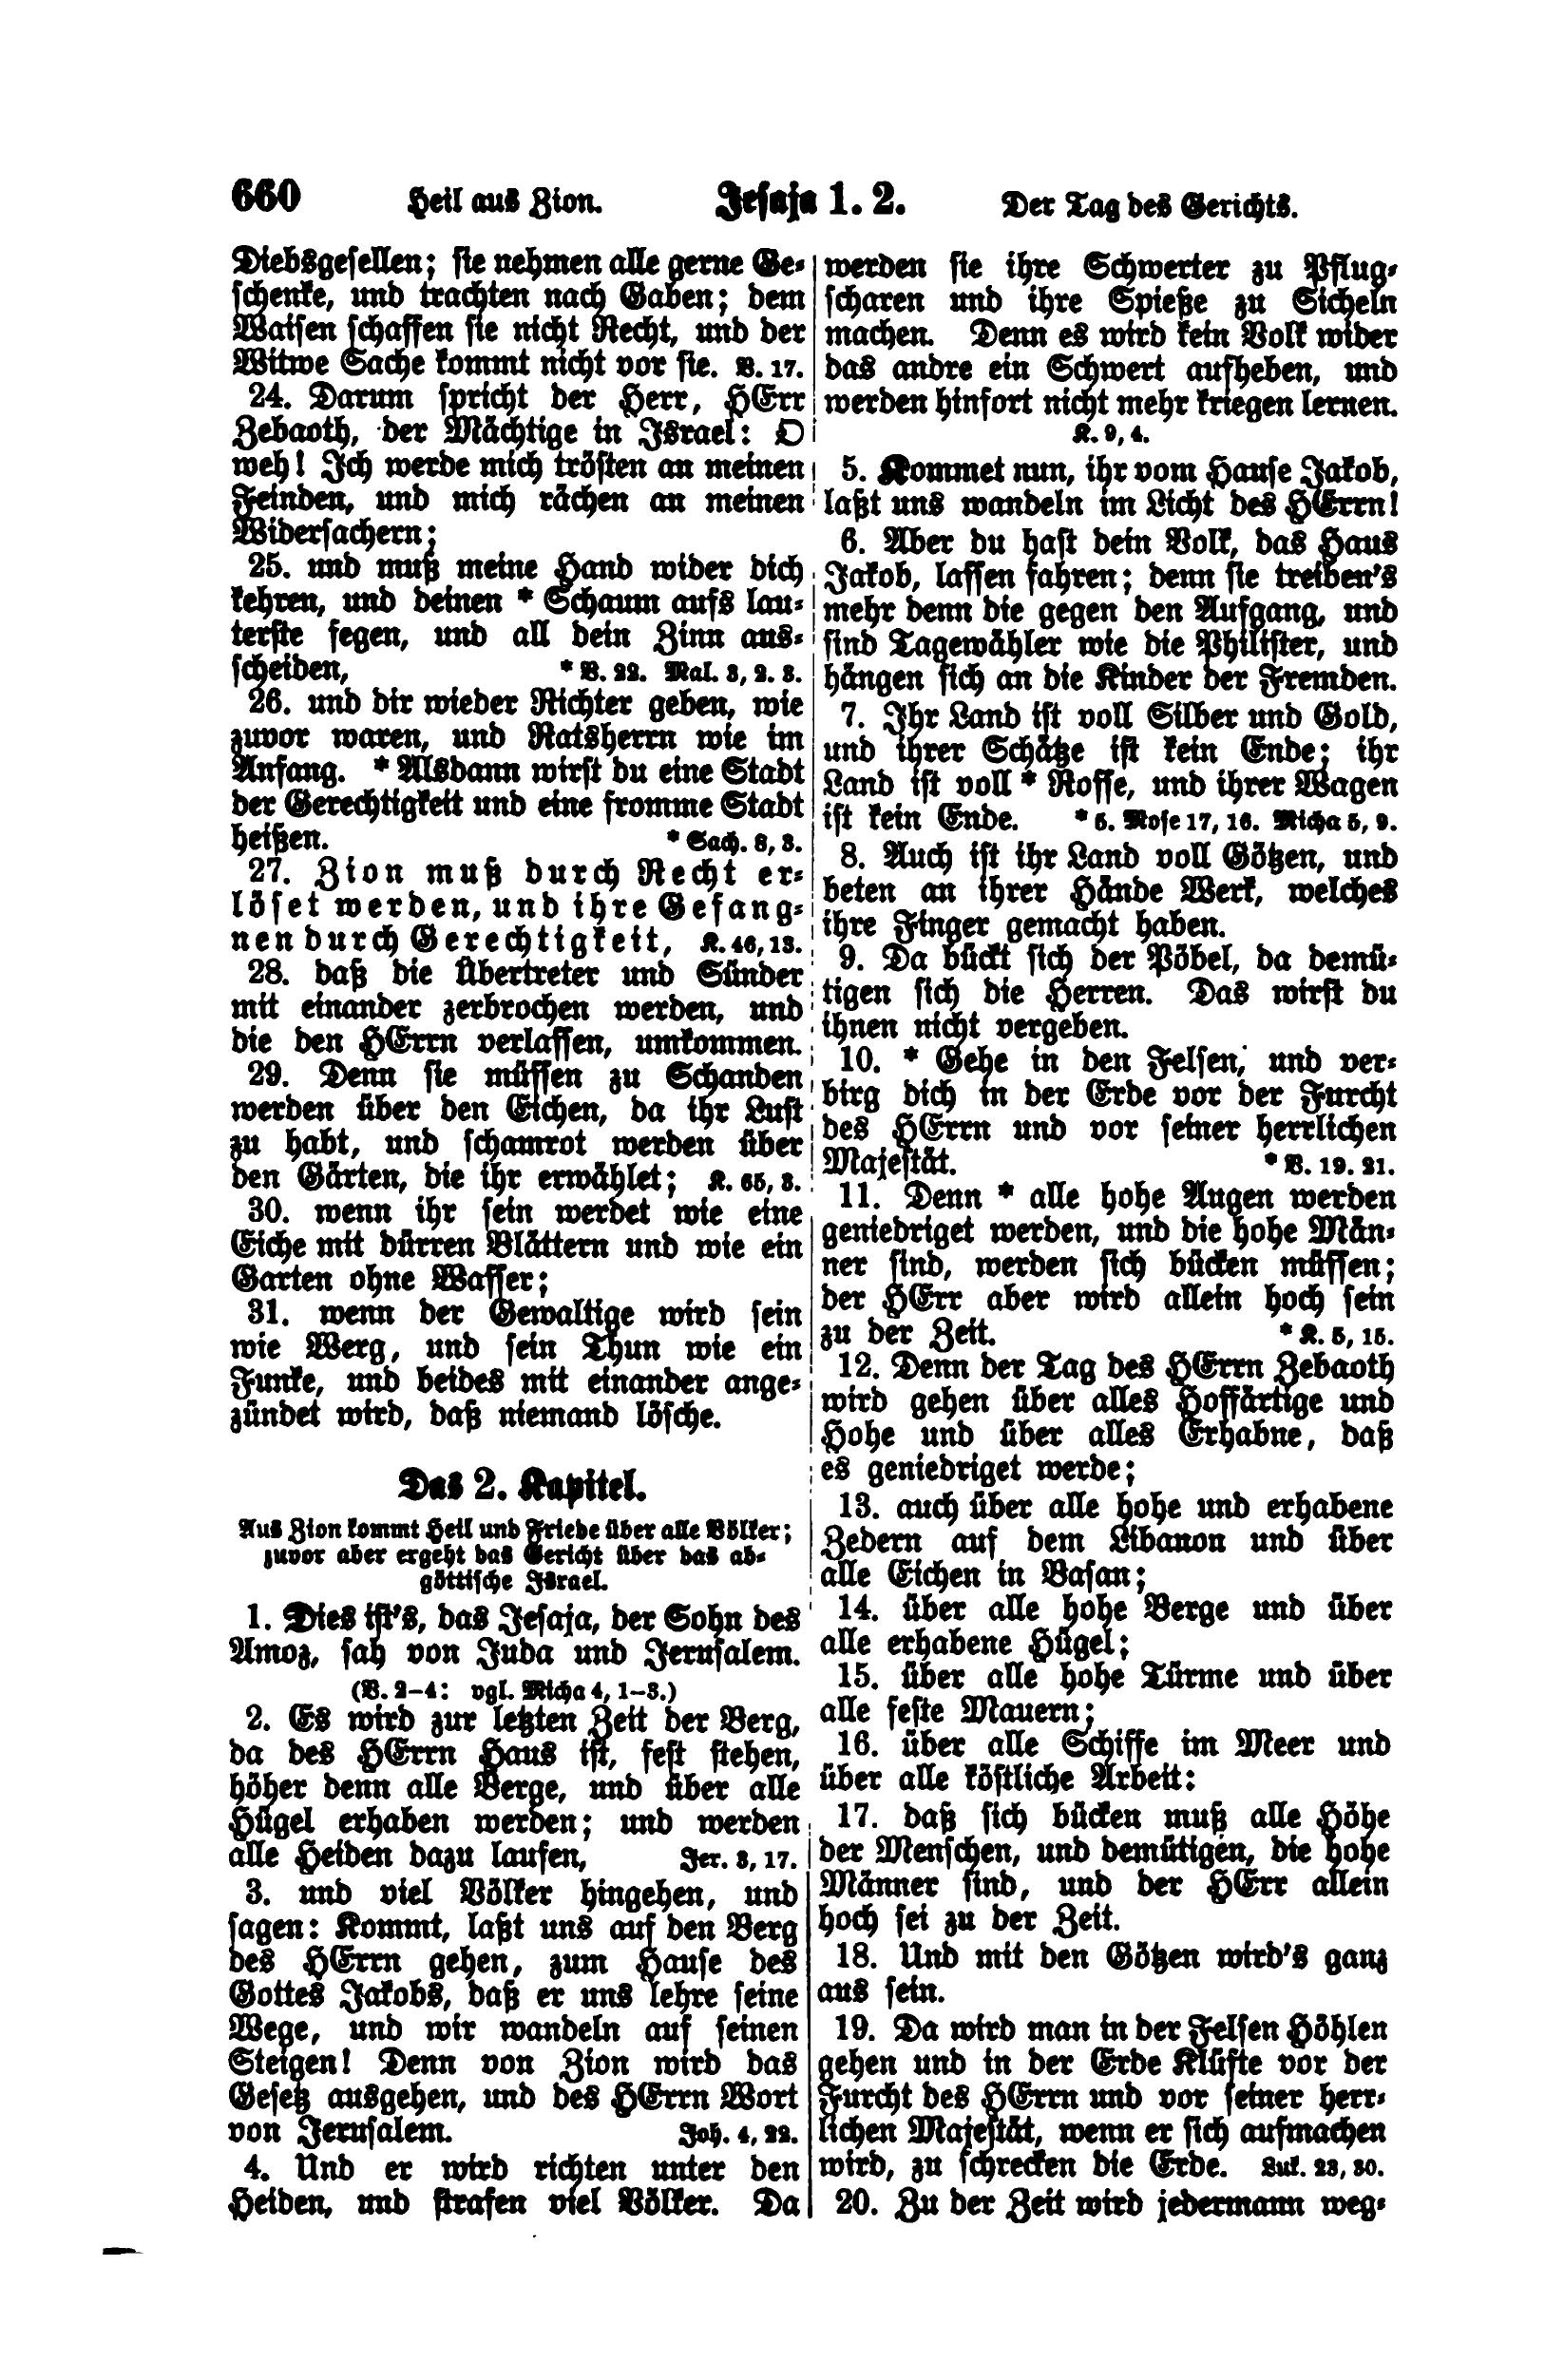 660 Heil aus Zion. Jesaja 1. 2. Der Tag des Gerichts.
Diebsgesellen; sie nehmen alle gerne Ge-
schenke, und trachten nach Gaben; dem
Waisen schaffen sie nicht Recht, und der
Witwe Sache kommt nicht vor sie. V. 17.
24. Darum spricht der Herr, HErr
Zebaoth, der Mächtige in Israel: O
weh! Ich werde mich trösten an meinen
Feinden, und mich rächen an meinen
Widersachern;
25. und muß meine Hand wider dich
kehren, und deinen * Schaum aufs lau-
terste fegen, und all dein Zinn aus-
scheiden, * V. 22. Mal. 3, 2. 3.
26. und dir wieder Richter geben, wie
zuvor waren, und Ratsherrn wie im
Anfang. * Alsdann wirst du eine Stadt
der Gerechtigkeit und eine fromme Stadt
heißen. * Sach. 8, 3.
27. Zion muß durch Recht er-
löset werden, und ihre Gefang-
nen durch Gerechtigkeit, K. 46, 13.
28. daß die Übertreter und Sünder
mit einander zerbrochen werden, und
die den HErrn verlassen, umkommen.
29. Denn sie müssen zu Schanden
werden über den Eichen, da ihr Lust
zu habt, und schamrot werden über
den Gärten, die ihr erwählet; K. 65, 3.
30. wenn ihr sein werdet wie eine
Eiche mit dürren Blättern und wie ein
Garten ohne Wasser;
31. wenn der Gewaltige wird sein
wie Werg, und sein Thun wie ein
Funke, und beides mit einander ange-
zündet wird, daß niemand lösche.
Das 2. Kapitel.
Aus Zion kommt Heil und Friede über alle Völker;
zuvor aber ergeht das Gericht über das ab-
göttische Israel.
1. Dies ist's, das Jesaja, der Sohn des
Amoz, sah von Juda und Jerusalem.
(V. 2–4: vgl. Micha 4, 1–3.)
2. Es wird zur letzten Zeit der Berg,
da des HErrn Haus ist, fest stehen,
höher denn alle Berge, und über alle
Hügel erhaben werden; und werden
alle Heiden dazu laufen, Jer. 3, 17.
3. und viel Völker hingehen, und
sagen: Kommt, laßt uns auf den Berg
des HErrn gehen, zum Hause des
Gottes Jakobs, daß er uns lehre seine
Wege, und wir wandeln auf seinen
Steigen! Denn von Zion wird das
Gesetz ausgehen, und des HErrn Wort
von Jerusalem. Joh. 4, 22.
4. Und er wird richten unter den
Heiden, und strafen viel Völker. Da
werden sie ihre Schwerter zu Pflug-
scharen und ihre Spieße zu Sicheln
machen. Denn es wird kein Volk wider
das andre ein Schwert aufheben, und
werden hinfort nicht mehr kriegen lernen.
K. 9, 4.
5. Kommet nun, ihr vom Hause Jakob,
laßt uns wandeln im Licht des HErrn!
6. Aber du hast dein Volk, das Haus
Jakob, lassen fahren; denn sie treiben's
mehr denn die gegen den Aufgang, und
sind Tagewähler wie die Philister, und
hängen sich an die Kinder der Fremden.
7. Ihr Land ist voll Silber und Gold,
und ihrer Schätze ist kein Ende; ihr
Land ist voll * Rosse, und ihrer Wagen
ist kein Ende. * 5. Mose 17, 16. Micha 5, 9.
8. Auch ist ihr Land voll Götzen, und
beten an ihrer Hände Werk, welches
ihre Finger gemacht haben.
9. Da bückt sich der Pöbel, da demü-
tigen sich die Herren. Das wirst du
ihnen nicht vergeben.
10. * Gehe in den Felsen, und ver-
birg dich in der Erde vor der Furcht
des HErrn und vor seiner herrlichen
Majestät. * V. 19. 21.
11. Denn * alle hohe Augen werden
geniedriget werden, und die hohe Män-
ner sind, werden sich bücken müssen;
der HErr aber wird allein hoch sein
zu der Zeit. * K. 5, 15.
12. Denn der Tag des HErrn Zebaoth
wird gehen über alles Hoffärtige und
Hohe und über alles Erhabne, daß
es geniedriget werde;
13. auch über alle hohe und erhabene
Zedern auf dem Libanon und über
alle Eichen in Basan;
14. über alle hohe Berge und über
alle erhabene Hügel;
15. über alle hohe Türme und über
alle feste Mauern;
16. über alle Schiffe im Meer und
über alle köstliche Arbeit:
17. daß sich bücken muß alle Höhe
der Menschen, und demütigen, die hohe
Männer sind, und der HErr allein
hoch sei zu der Zeit.
18. Und mit den Götzen wird's ganz
aus sein.
19. Da wird man in der Felsen Höhlen
gehen und in der Erde Klüfte vor der
Furcht des HErrn und vor seiner herr-
lichen Majestät, wenn er sich aufmachen
wird, zu schrecken die Erde. Luk. 23, 30.
20. Zu der Zeit wird jedermann weg-